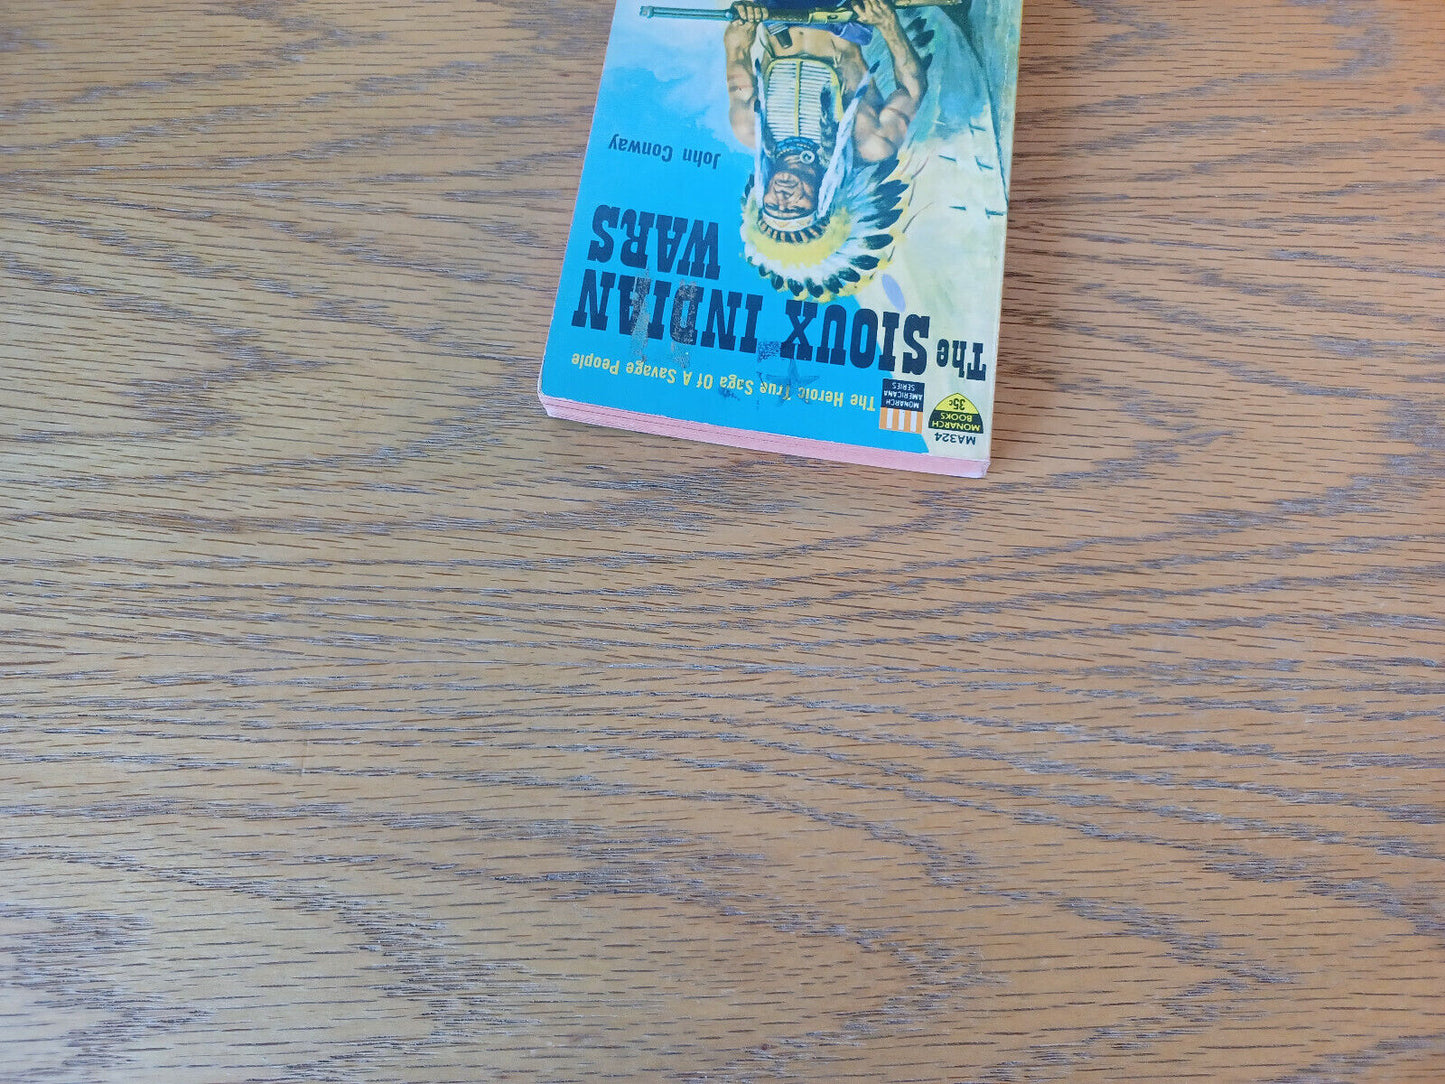 MA324
MONARCH
BOOKS
35c
MONARCH
AMERICANA
SERIES
The Heroic True Saga Of A Savage People
The SIOUX INDIAN
WARS
John Conway